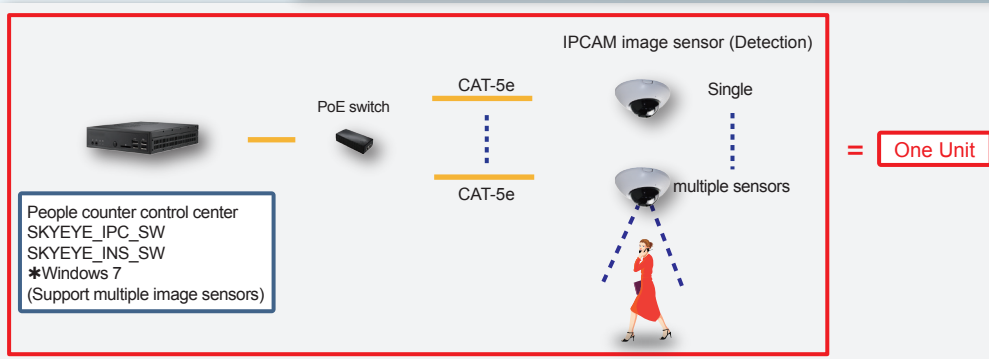 IPCAM image sensor (Detection)
CAT-5e
Single
PoE switch
= One Unit
CAT-5e
multiple sensors
People counter control center
SKYEYE_IPC_SW
SKYEYE_INS_SW
✱Windows 7
(Support multiple image sensors)